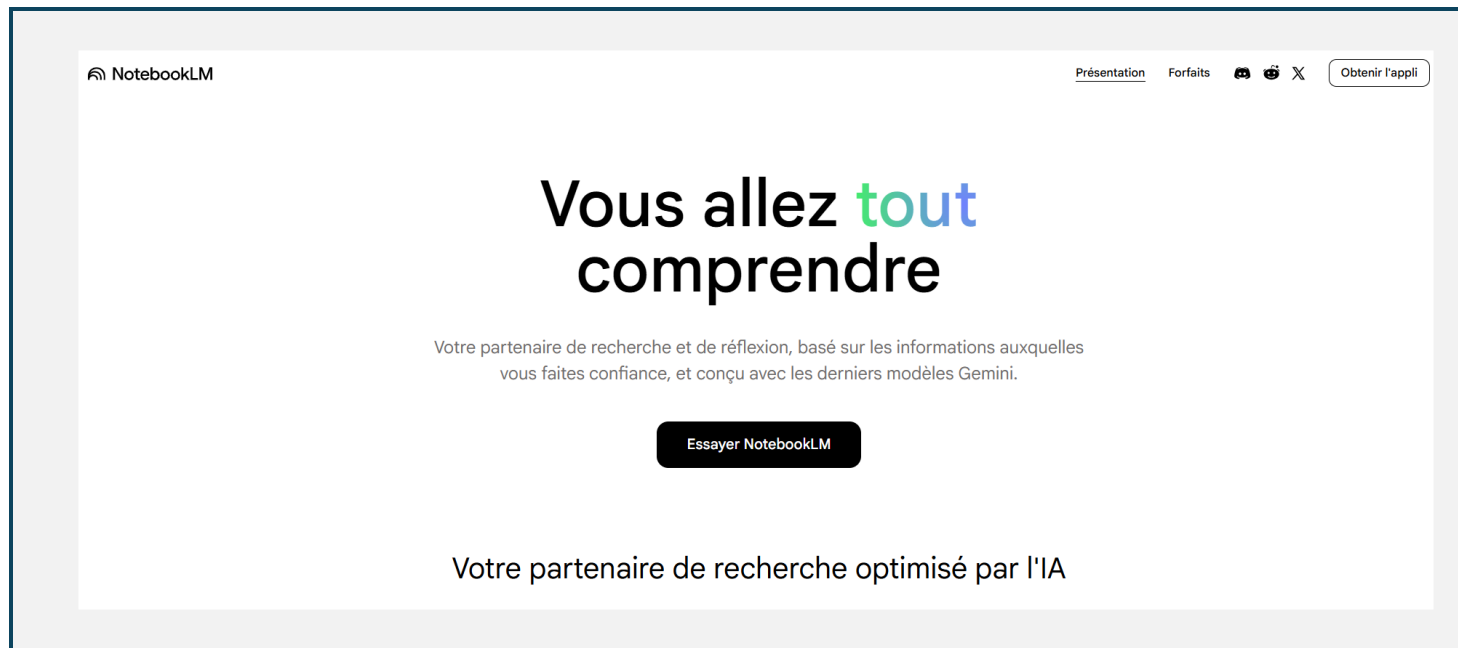 NotebookLM
Présentation Forfaits Obtenir l'appli
Vous allez tout
comprendre
Votre partenaire de recherche et de réflexion, basé sur les informations auxquelles
vous faites confiance, et conçu avec les derniers modèles Gemini.
Essayer NotebookLM
Votre partenaire de recherche optimisé par l'IA